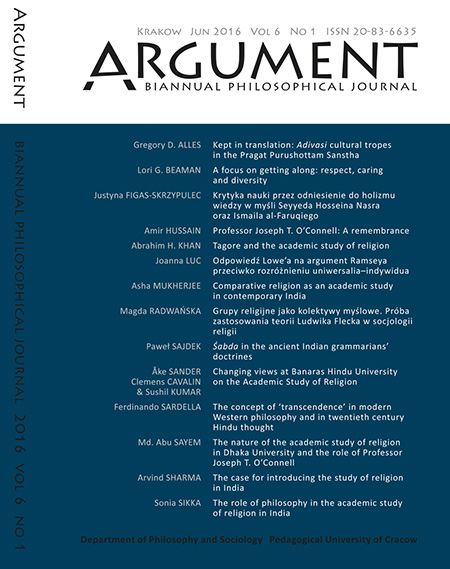 ARGUMENT
BIANNUAL PHILOSOPHICAL JOURNAL 2016 VOL 6 NO 1
KRAKOW JUN 2016 VOL 6 NO 1 ISSN 20-83-6635
ARGUMENT
BIANNUAL PHILOSOPHICAL JOURNAL
Gregory D. ALLES Kept in translation: Adivasi cultural tropes
in the Pragat Purushottam Sanstha
Lori G. BEAMAN A focus on getting along: respect, caring
and diversity
Justyna FIGAS-SKRZYPULEC Krytyka nauki przez odniesienie do holizmu
wiedzy w myśli Seyyeda Hosseina Nasra
oraz Ismaila al-Faruqiego
Amir HUSSAIN Professor Joseph T. O’Connell: A remembrance
Abrahim H. KHAN Tagore and the academic study of religion
Joanna LUC Odpowiedź Lowe’a na argument Ramseya
przeciwko rozróżnieniu uniwersalia–indywidua
Asha MUKHERJEE Comparative religion as an academic study
in contemporary India
Magda RADWAŃSKA Grupy religijne jako kolektywy myślowe. Próba
zastosowania teorii Ludwika Flecka w socjologii
religii
Paweł SAJDEK Śabda in the ancient Indian grammarians’
doctrines
Åke SANDER Changing views at Banaras Hindu University
Clemens CAVALIN on the Academic Study of Religion
& Sushil KUMAR
Ferdinando SARDELLA The concept of ‘transcendence’ in modern
Western philosophy and in twentieth century
Hindu thought
Md. Abu SAYEM The nature of the academic study of religion
in Dhaka University and the role of Professor
Joseph T. O’Connell
Arvind SHARMA The case for introducing the study of religion
in India
Sonia SIKKA The role of philosophy in the academic study
of religion in India
Department of Philosophy and Sociology Pedagogical University of Cracow